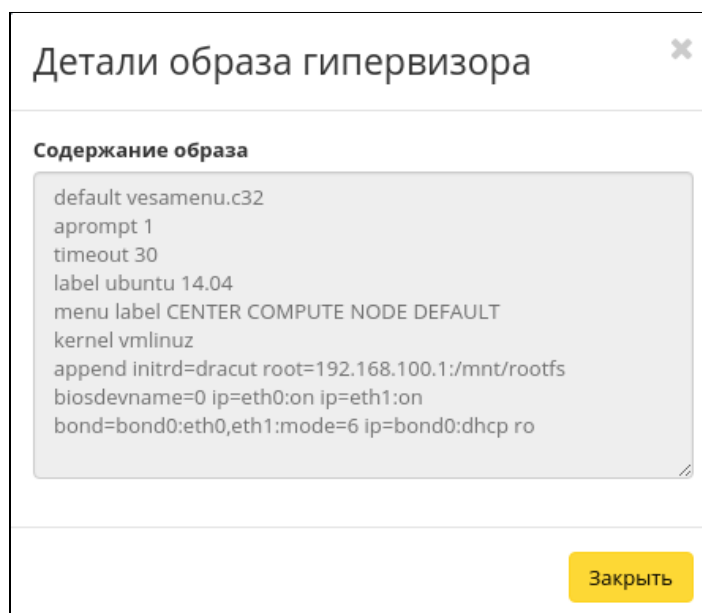 Детали образа гипервизора
Содержание образа
default vesamenu.c32
aprompt 1
timeout 30
label ubuntu 14.04
menu label CENTER COMPUTE NODE DEFAULT
kernel vmlinuz
append initrd=dracut root=192.168.100.1:/mnt/rootfs
biosdevname=0 ip=eth0:on ip=eth1:on
bond=bond0:eth0,eth1:mode=6 ip=bond0:dhcp ro
Закрыть